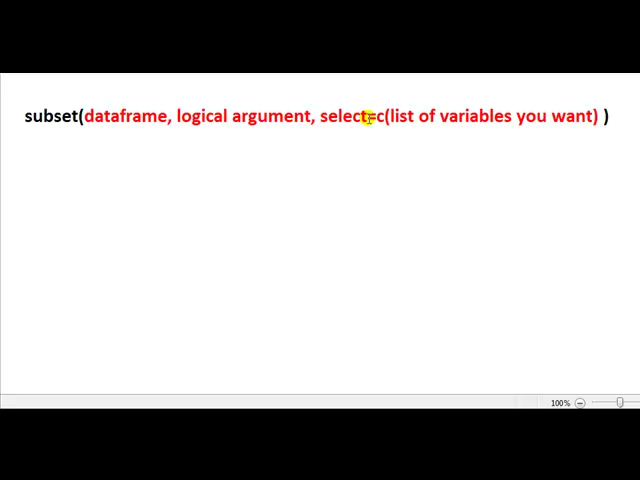 subset(dataframe, logical argument, select=c(list of variables you want) )
100%